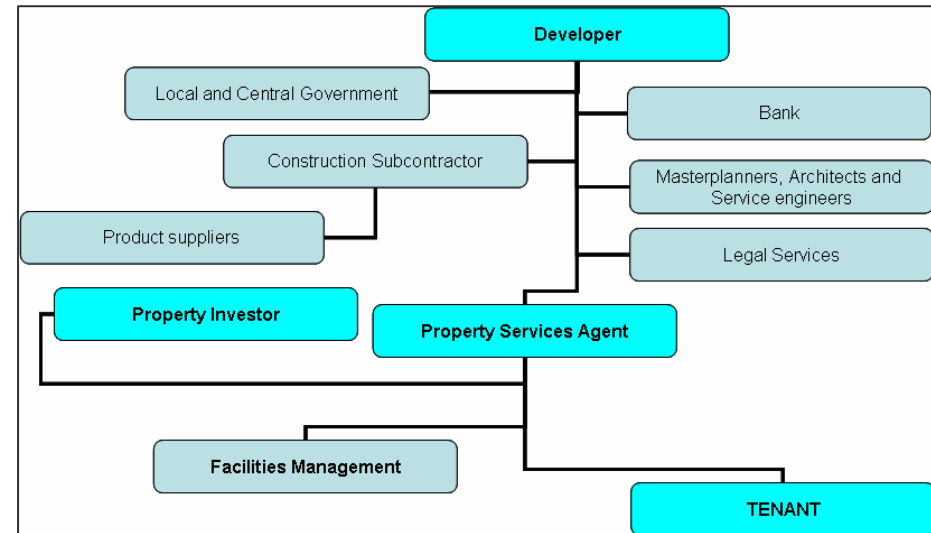 Developer
Local and Central Government
Bank
Construction Subcontractor
Masterplanners, Architects and
Service engineers
Product suppliers
Legal Services
Property Investor
Property Services Agent
Facilities Management
TENANT